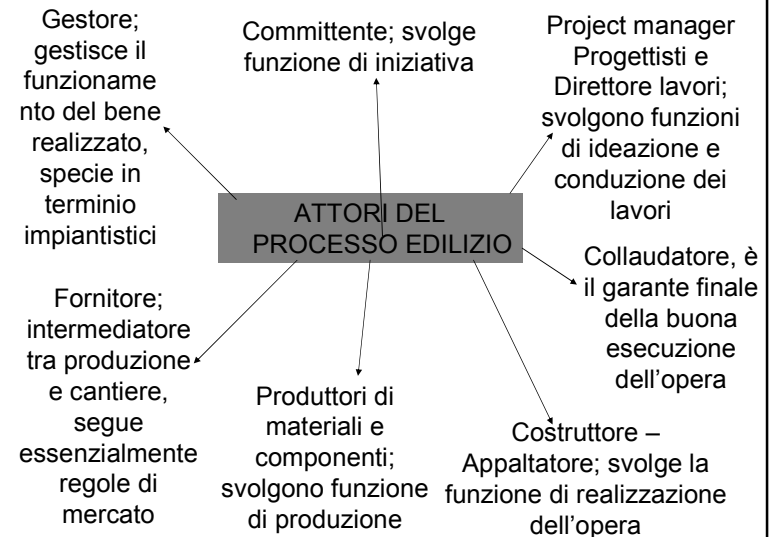 Gestore;
gestisce il
funzioname
nto del bene
realizzato,
specie in
terminio
impiantistici
Committente; svolge
funzione di iniziativa
Project manager
Progettisti e
Direttore lavori;
svolgono funzioni
di ideazione e
conduzione dei
lavori
ATTORI DEL
PROCESSO EDILIZIO
Collaudatore, è
il garante finale
della buona
esecuzione
dell’opera
Fornitore;
intermediatore
tra produzione
e cantiere,
segue
essenzialmente
regole di
mercato
Produttori di
materiali e
componenti;
svolgono funzione
di produzione
Costruttore –
Appaltatore; svolge la
funzione di realizzazione
dell’opera